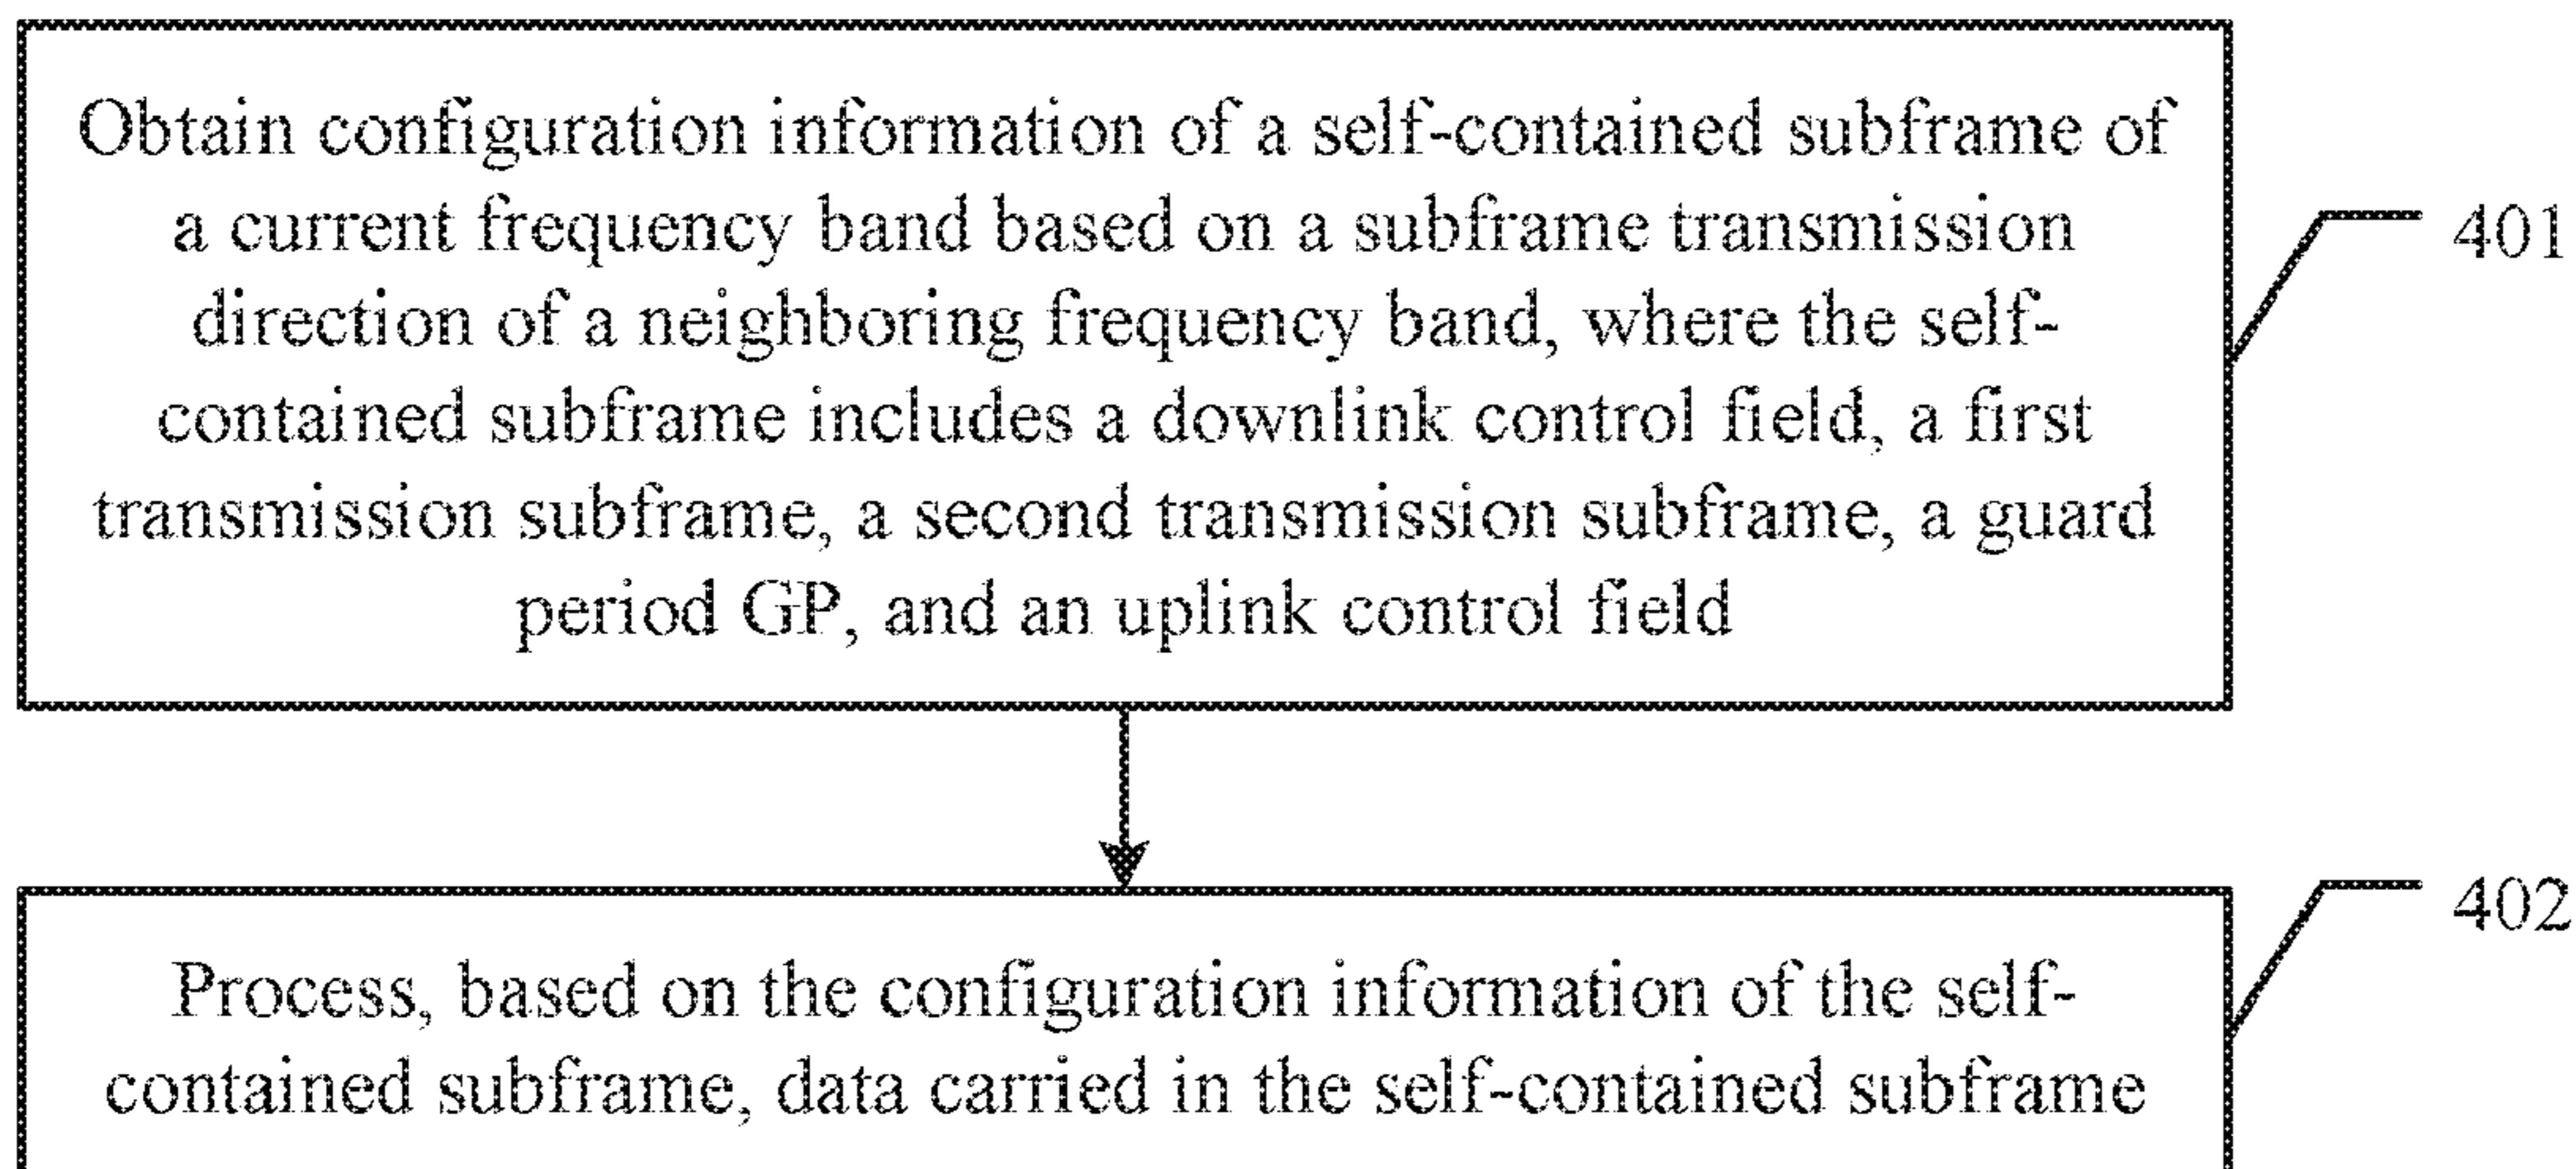 Obtain configuration information of a self-contained subframe of
a current frequency band based on a subframe transmission
direction of a neighboring frequency band, where the self-
contained subframe includes a downlink control field, a first
transmission subframe, a second transmission subframe, a guard
period GP, and an uplink control field
401
Process, based on the configuration information of the self-
contained subframe, data carried in the self-contained subframe
402